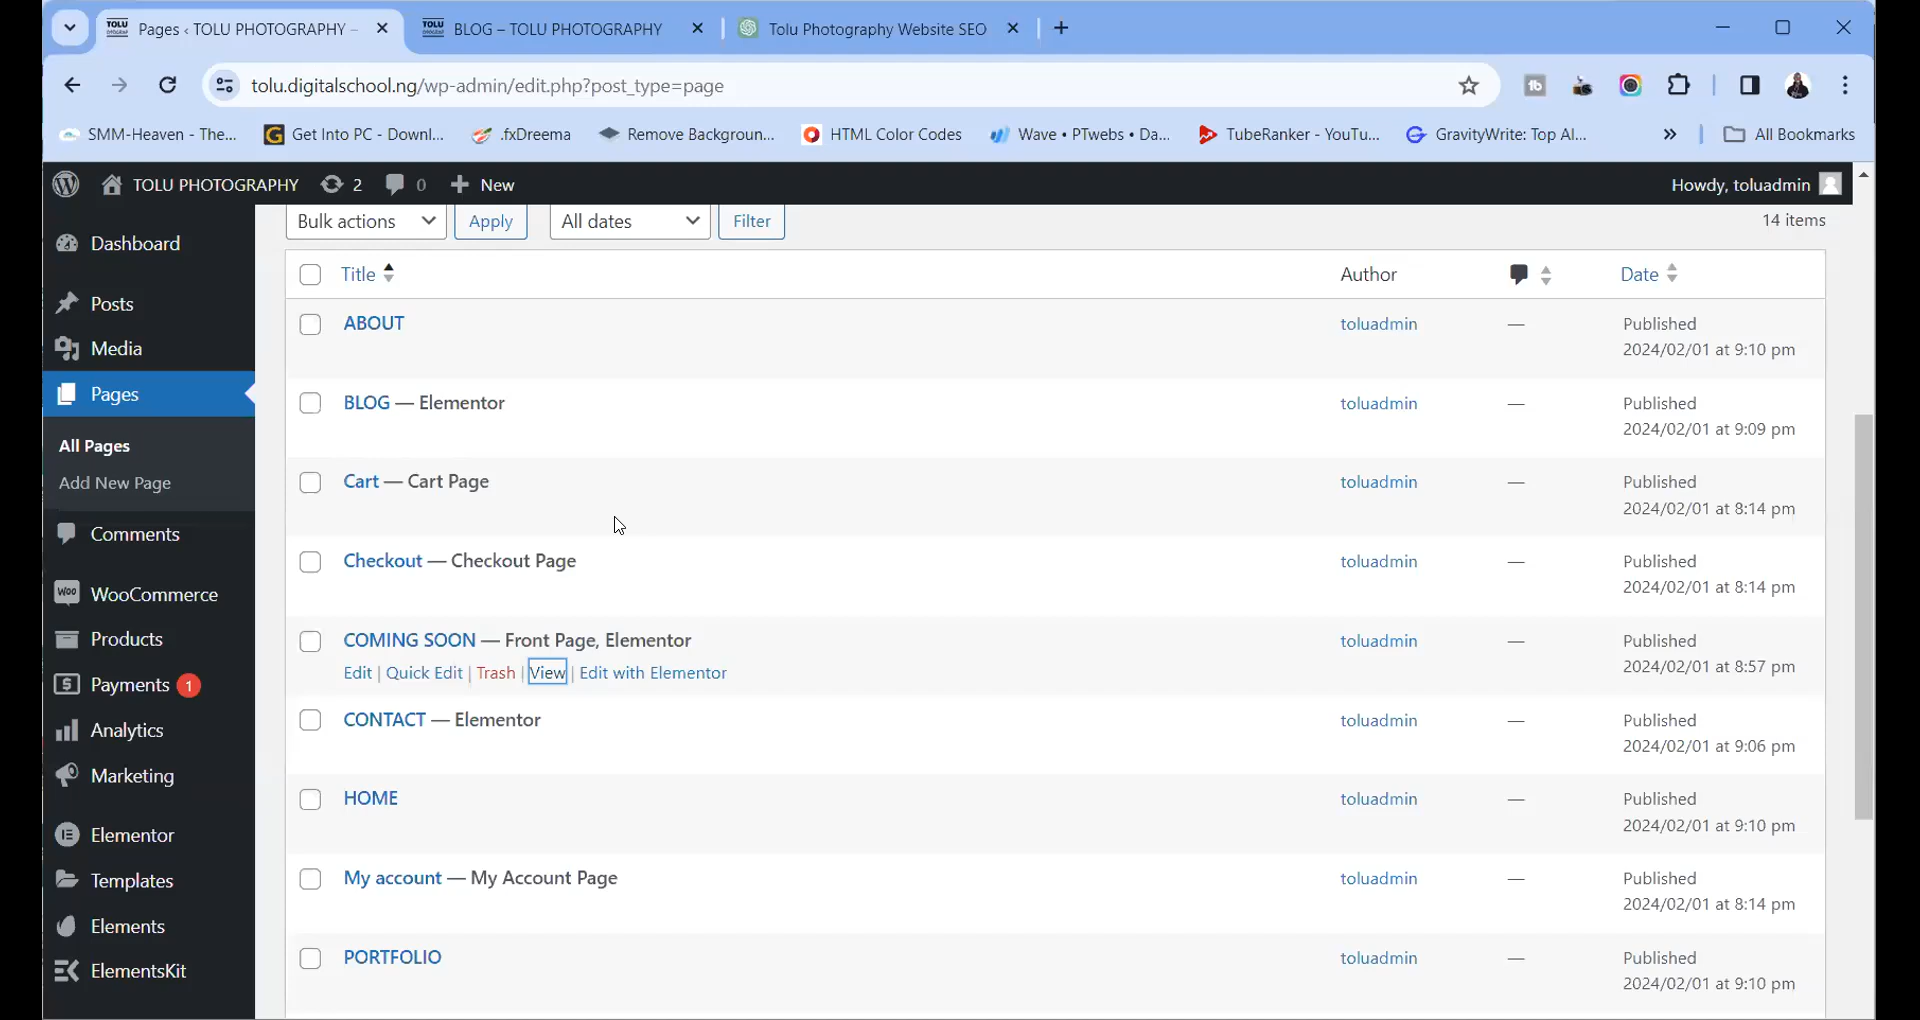 Pages ‹ TOLU PHOTOGRAPHY –
BLOG – TOLU PHOTOGRAPHY
Tolu Photography Website SEO
tolu.digitalschool.ng/wp-admin/edit.php?post_type=page
SMM-Heaven - The...
Get Into PC - Downl...
.fxDreema
Remove Backgroun...
HTML Color Codes
Wave • PTwebs • Da...
TubeRanker - YouTu...
GravityWrite: Top AI...
»
All Bookmarks
TOLU PHOTOGRAPHY
2
0
New
Howdy, toluadmin
Dashboard
Posts
Media
Pages
All Pages
Add New Page
Comments
WooCommerce
Products
Payments 1
Analytics
Marketing
Elementor
Templates
Elements
ElementsKit
Bulk actions
Apply
All dates
Filter
14 items
Title
Author
Date
ABOUT
toluadmin
—
Published
2024/02/01 at 9:10 pm
BLOG — Elementor
toluadmin
—
Published
2024/02/01 at 9:09 pm
Cart — Cart Page
toluadmin
—
Published
2024/02/01 at 8:14 pm
Checkout — Checkout Page
toluadmin
—
Published
2024/02/01 at 8:14 pm
COMING SOON — Front Page, Elementor
Edit | Quick Edit | Trash | View | Edit with Elementor
toluadmin
—
Published
2024/02/01 at 8:57 pm
CONTACT — Elementor
toluadmin
—
Published
2024/02/01 at 9:06 pm
HOME
toluadmin
—
Published
2024/02/01 at 9:10 pm
My account — My Account Page
toluadmin
—
Published
2024/02/01 at 8:14 pm
PORTFOLIO
toluadmin
—
Published
2024/02/01 at 9:10 pm